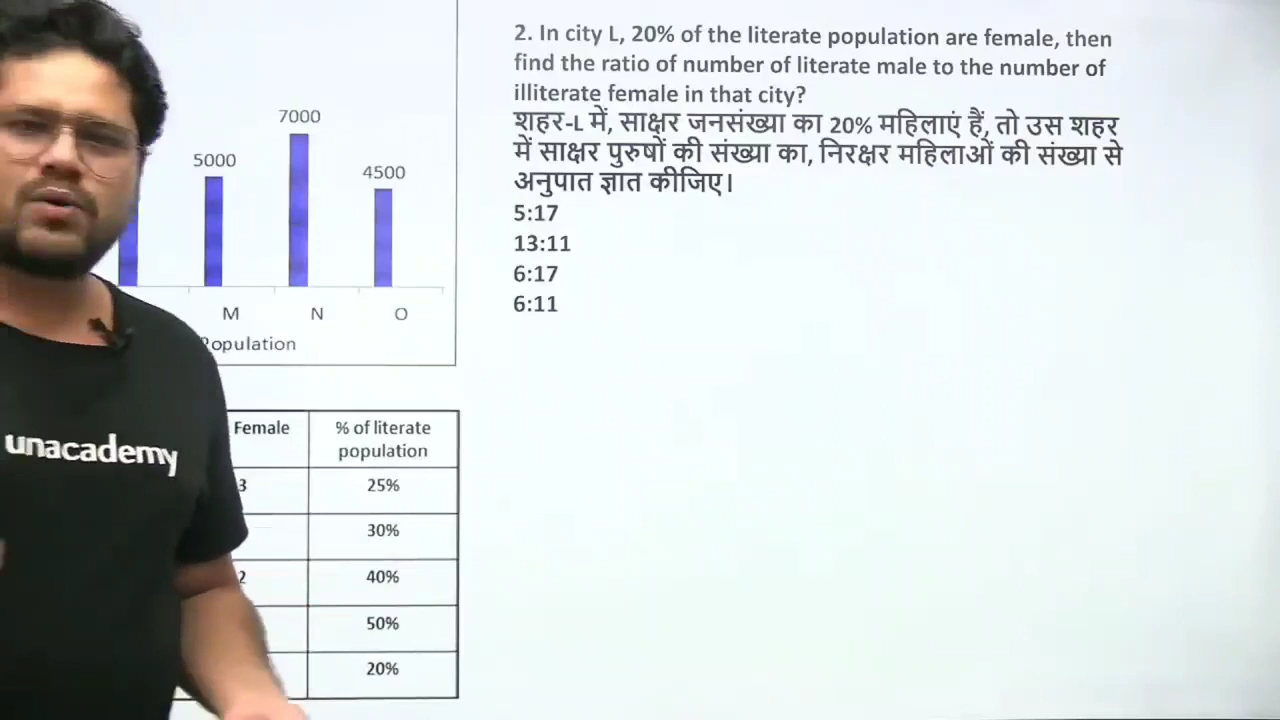 2. In city L, 20% of the literate population are female, then
find the ratio of number of literate male to the number of
illiterate female in that city?
शहर-L में, साक्षर जनसंख्या का 20% महिलाएं हैं, तो उस शहर
में साक्षर पुरुषों की संख्या का, निरक्षर महिलाओं की संख्या से
अनुपात ज्ञात कीजिए।
5:17
13:11
6:17
6:11
7000
5000
4500
M N O
Population
Female % of literate
population
3 25%
30%
2 40%
50%
20%
unacademy